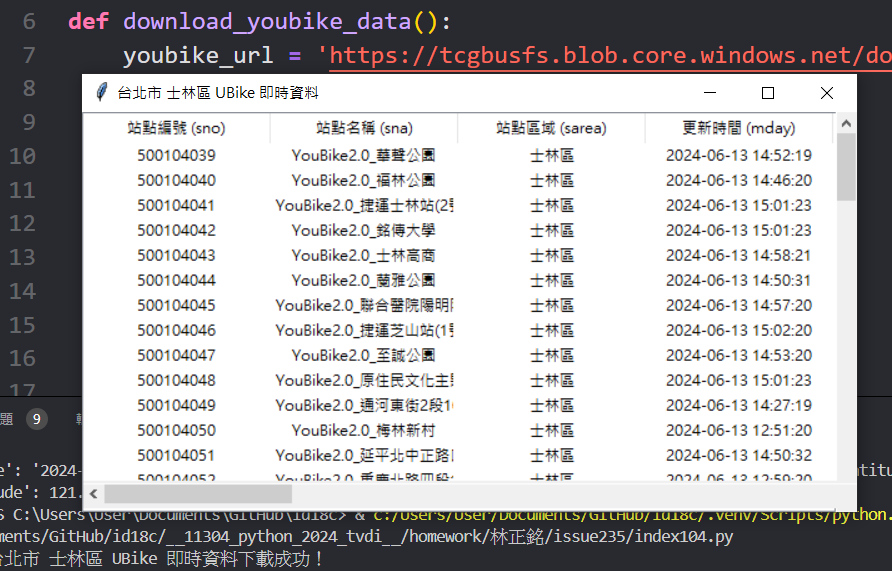 6 def download_youbike_data():
7 youbike_url = 'https://tcgbusfs.blob.core.windows.net/do
8
台北市 士林區 UBike 即時資料
9
站點編號 (sno) 站點名稱 (sna) 站點區域 (sarea) 更新時間 (mday)
10 500104039 YouBike2.0_華聲公園 士林區 2024-06-13 14:52:19
500104040 YouBike2.0_福林公園 士林區 2024-06-13 14:46:20
11 500104041 YouBike2.0_捷運士林站(2 士林區 2024-06-13 15:01:23
12 500104042 YouBike2.0_銘傳大學 士林區 2024-06-13 15:01:23
13 500104043 YouBike2.0_士林高商 士林區 2024-06-13 14:58:21
14 500104044 YouBike2.0_蘭雅公園 士林區 2024-06-13 14:50:31
15 500104045 YouBike2.0_聯合醫院陽明 士林區 2024-06-13 14:57:20
500104046 YouBike2.0_捷運芝山站(1 士林區 2024-06-13 15:02:20
16 500104047 YouBike2.0_至誠公園 士林區 2024-06-13 14:53:20
17 500104048 YouBike2.0_原住民文化主 士林區 2024-06-13 15:01:23
500104049 YouBike2.0_通河東街2段1 士林區 2024-06-13 14:27:19
題 9
500104050 YouBike2.0_梅林新村 士林區 2024-06-13 12:51:20
500104051 YouBike2.0_延平北中正路 士林區 2024-06-13 14:50:32
e': '2024- 500104052 YouBike2.0_重慶北路四段 士林區 2024-06-13 12:59:20 titu
ude': 121.
S C:\Users\User\Documents\GitHub\id18c> & c:/Users/User/Documents/GitHub/id18c/.venv/Scripts/python.
ments/GitHub/id18c/__11304_python_2024_tvdi__/homework/林正銘/issue235/index104.py
台北市 士林區 UBike 即時資料下載成功！